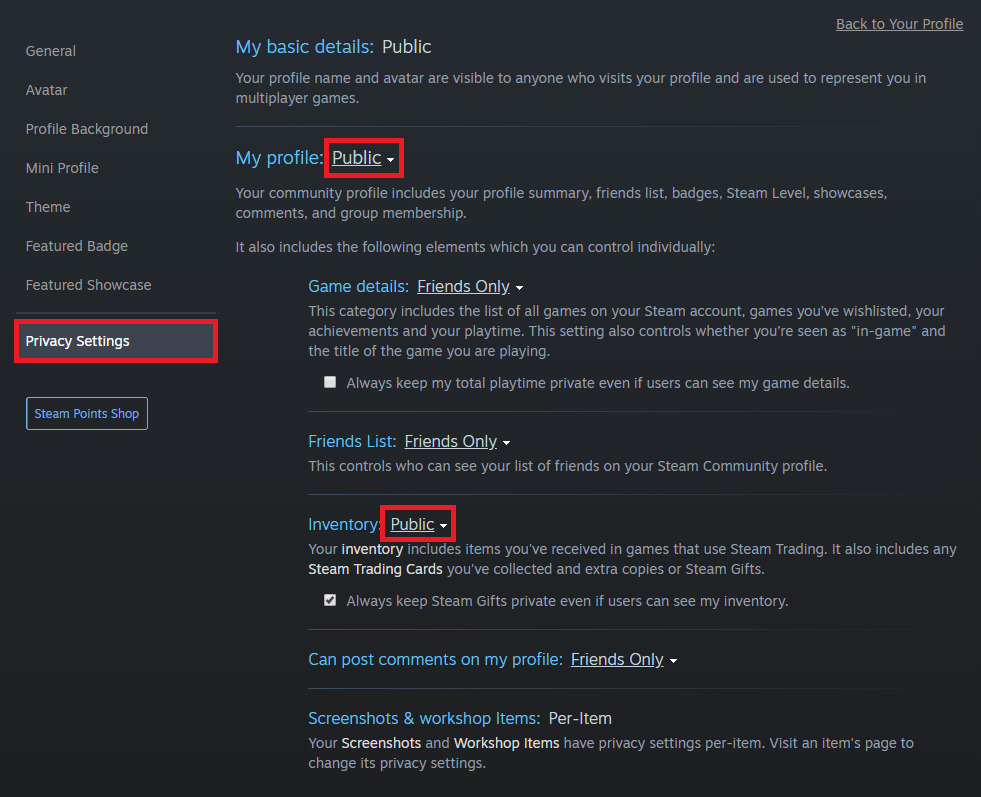 Back to Your Profile
General
Avatar
Profile Background
Mini Profile
Theme
Featured Badge
Featured Showcase
Privacy Settings
Steam Points Shop
My basic details: Public
Your profile name and avatar are visible to anyone who visits your profile and are used to represent you in
multiplayer games.
My profile: Public
Your community profile includes your profile summary, friends list, badges, Steam Level, showcases,
comments, and group membership.
It also includes the following elements which you can control individually:
Game details: Friends Only
This category includes the list of all games on your Steam account, games you've wishlisted, your
achievements and your playtime. This setting also controls whether you're seen as "in-game" and
the title of the game you are playing.
Always keep my total playtime private even if users can see my game details.
Friends List: Friends Only
This controls who can see your list of friends on your Steam Community profile.
Inventory: Public
Your inventory includes items you've received in games that use Steam Trading. It also includes any
Steam Trading Cards you've collected and extra copies or Steam Gifts.
Always keep Steam Gifts private even if users can see my inventory.
Can post comments on my profile: Friends Only
Screenshots & workshop Items: Per-Item
Your Screenshots and Workshop Items have privacy settings per-item. Visit an item's page to
change its privacy settings.